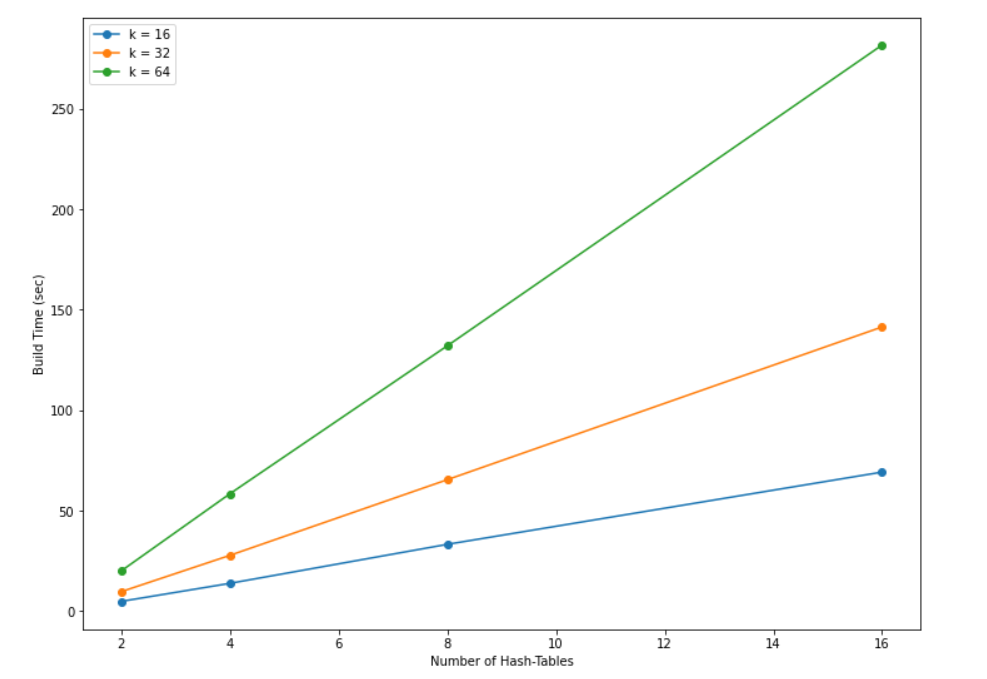 k = 16
k = 32
k = 64
250
200
150
100
50
0
Build Time (sec)
2 4 6 8 10 12 14 16
Number of Hash-Tables